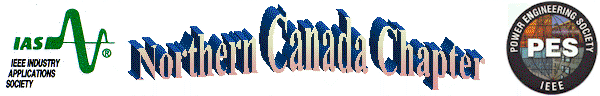 IAS®
IEEE INDUSTRY
APPLICATIONS
SOCIETY
Northern Canada Chapter
POWER ENGINEERING SOCIETY
PES
IEEE